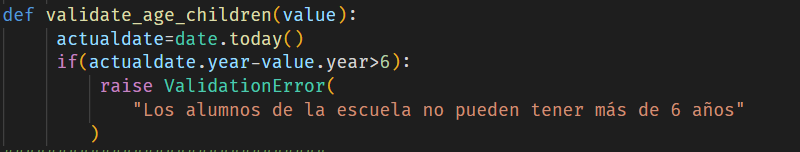 def validate_age_children(value):
actualdate=date.today()
if(actualdate.year-value.year>6):
raise ValidationError(
"Los alumnos de la escuela no pueden tener más de 6 años"
)